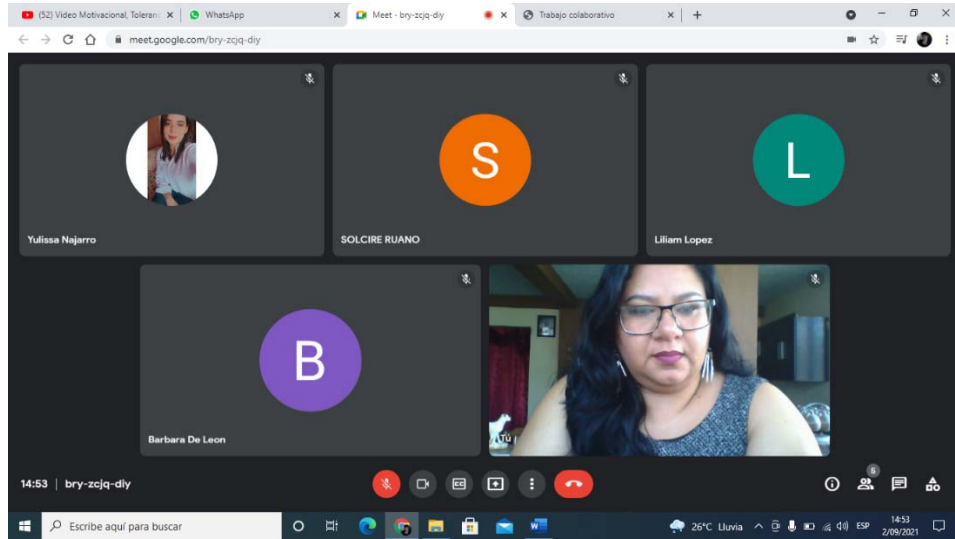 (52) Video Motivacional, Toleranc
WhatsApp
Meet - bry-zcjq-diy
Trabajo colaborativo
meet.google.com/bry-zcjq-diy
Yulissa Najarro
S
SOLCIRE RUANO
L
Liliam Lopez
B
Barbara De Leon
Tú
14:53 | bry-zcjq-diy
CC
5
Escribe aquí para buscar
26°C Lluvia
ESP
14:53
2/09/2021